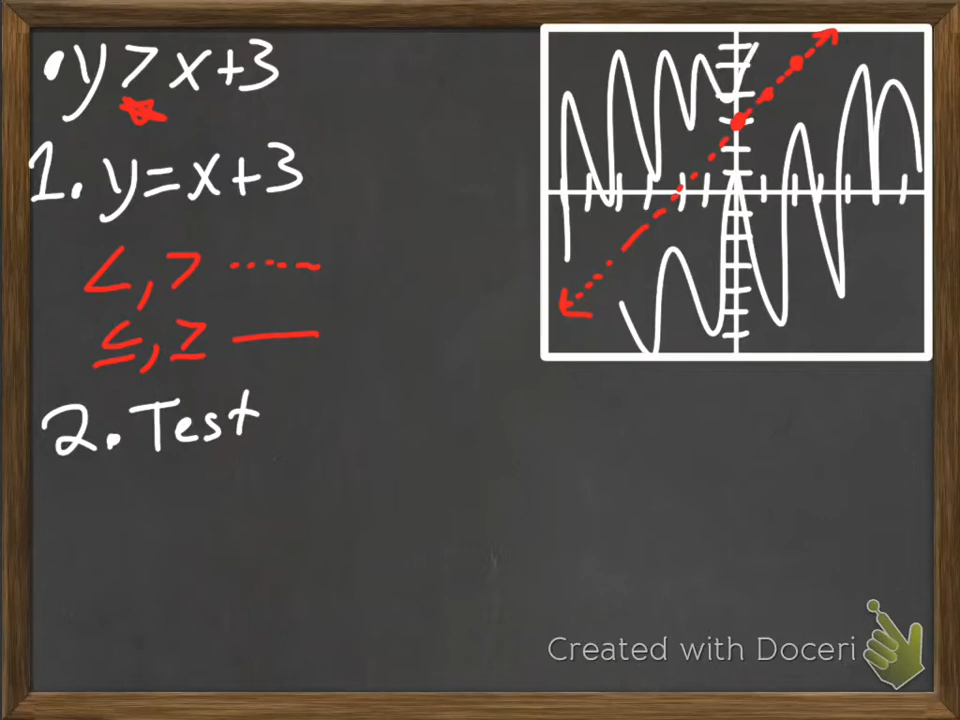 • y > x + 3
1. y = x + 3
<, > .....
≤, ≥ —
2. Test
Created with Doceri